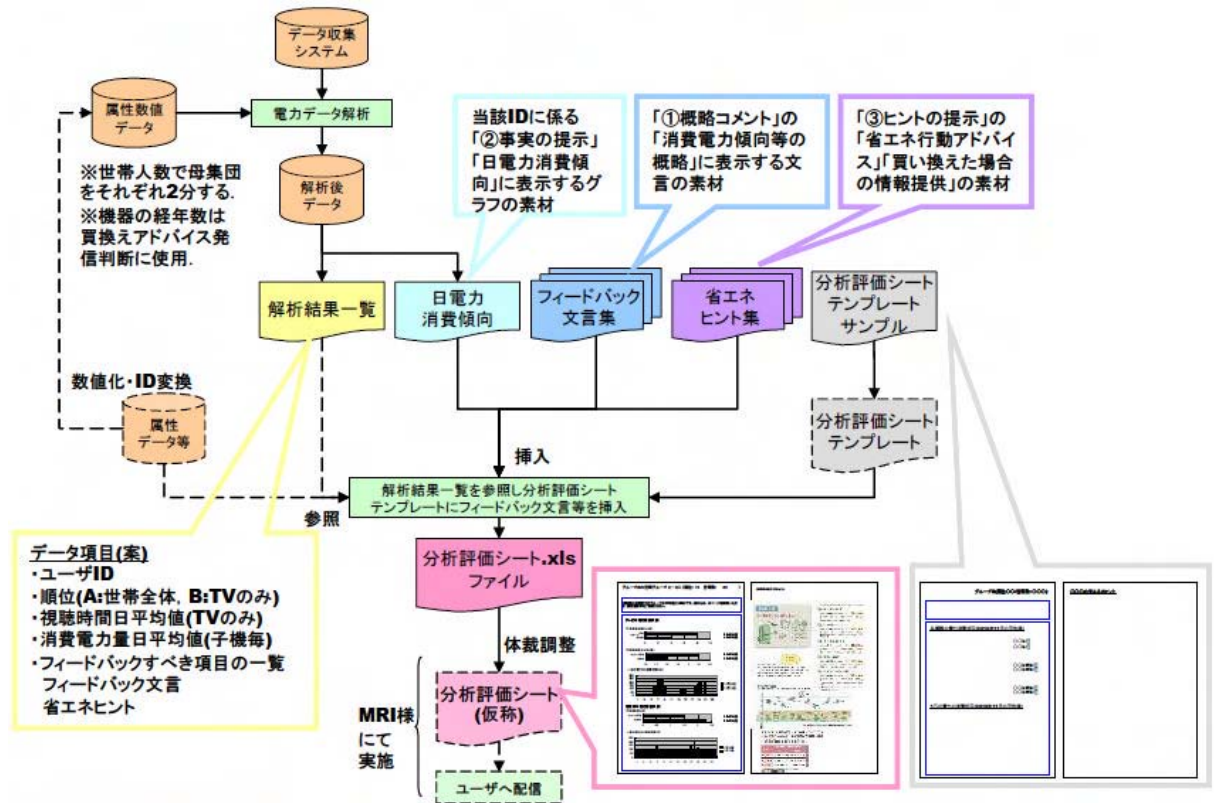 データ収集
システム
属性数値
データ
電力データ解析
※世帯人数で母集団
をそれぞれ2分する.
※機器の経年数は
買換えアドバイス発
信判断に使用.
解析後
データ
当該IDに係る
「②事実の提示」
「日電力消費傾
向」に表示するグ
ラフの素材
「①概略コメント」の
「消費電力傾向等の
概略」に表示する文
言の素材
「③ヒントの提示」の
「省エネ行動アドバイ
ス」「買い換えた場合
の情報提供」の素材
解析結果一覧
日電力
消費傾向
フィードバック
文言集
省エネ
ヒント集
分析評価シート
テンプレート
サンプル
数値化・ID変換
属性
データ等
分析評価シート
テンプレート
挿入
参照
解析結果一覧を参照し分析評価シート
テンプレートにフィードバック文言等を挿入
データ項目(案)
・ユーザID
・順位(A:世帯全体, B:TVのみ)
・視聴時間日平均値(TVのみ)
・消費電力量日平均値(子機毎)
・フィードバックすべき項目の一覧
フィードバック文言
省エネヒント
分析評価シート.xls
ファイル
体裁調整
分析評価シート
(仮称)
MRI様
にて
実施
ユーザへ配信